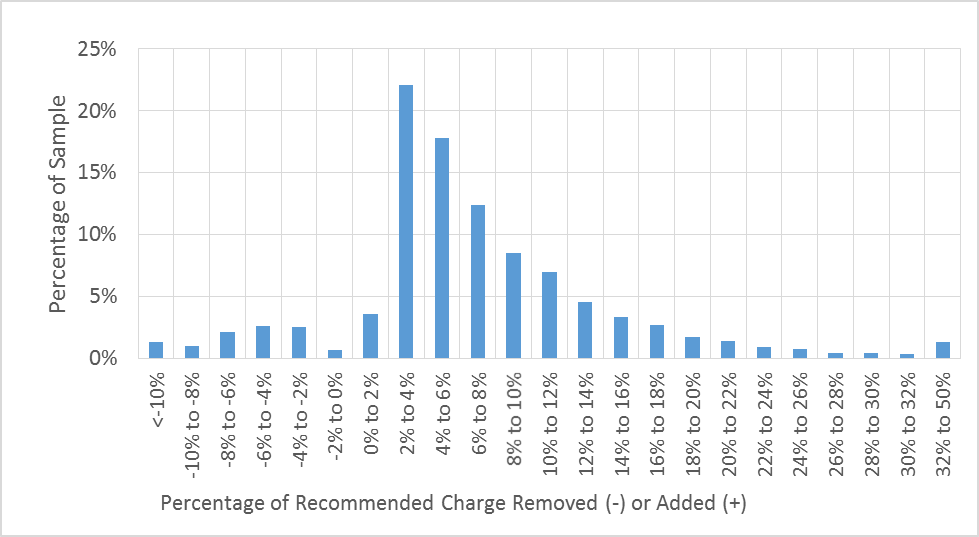 25%
20%
15%
10%
5%
0%
Percentage of Sample
<-10%
-10% to -8%
-8% to -6%
-6% to -4%
-4% to -2%
-2% to 0%
0% to 2%
2% to 4%
4% to 6%
6% to 8%
8% to 10%
10% to 12%
12% to 14%
14% to 16%
16% to 18%
18% to 20%
20% to 22%
22% to 24%
24% to 26%
26% to 28%
28% to 30%
30% to 32%
32% to 50%
Percentage of Recommended Charge Removed (-) or Added (+)